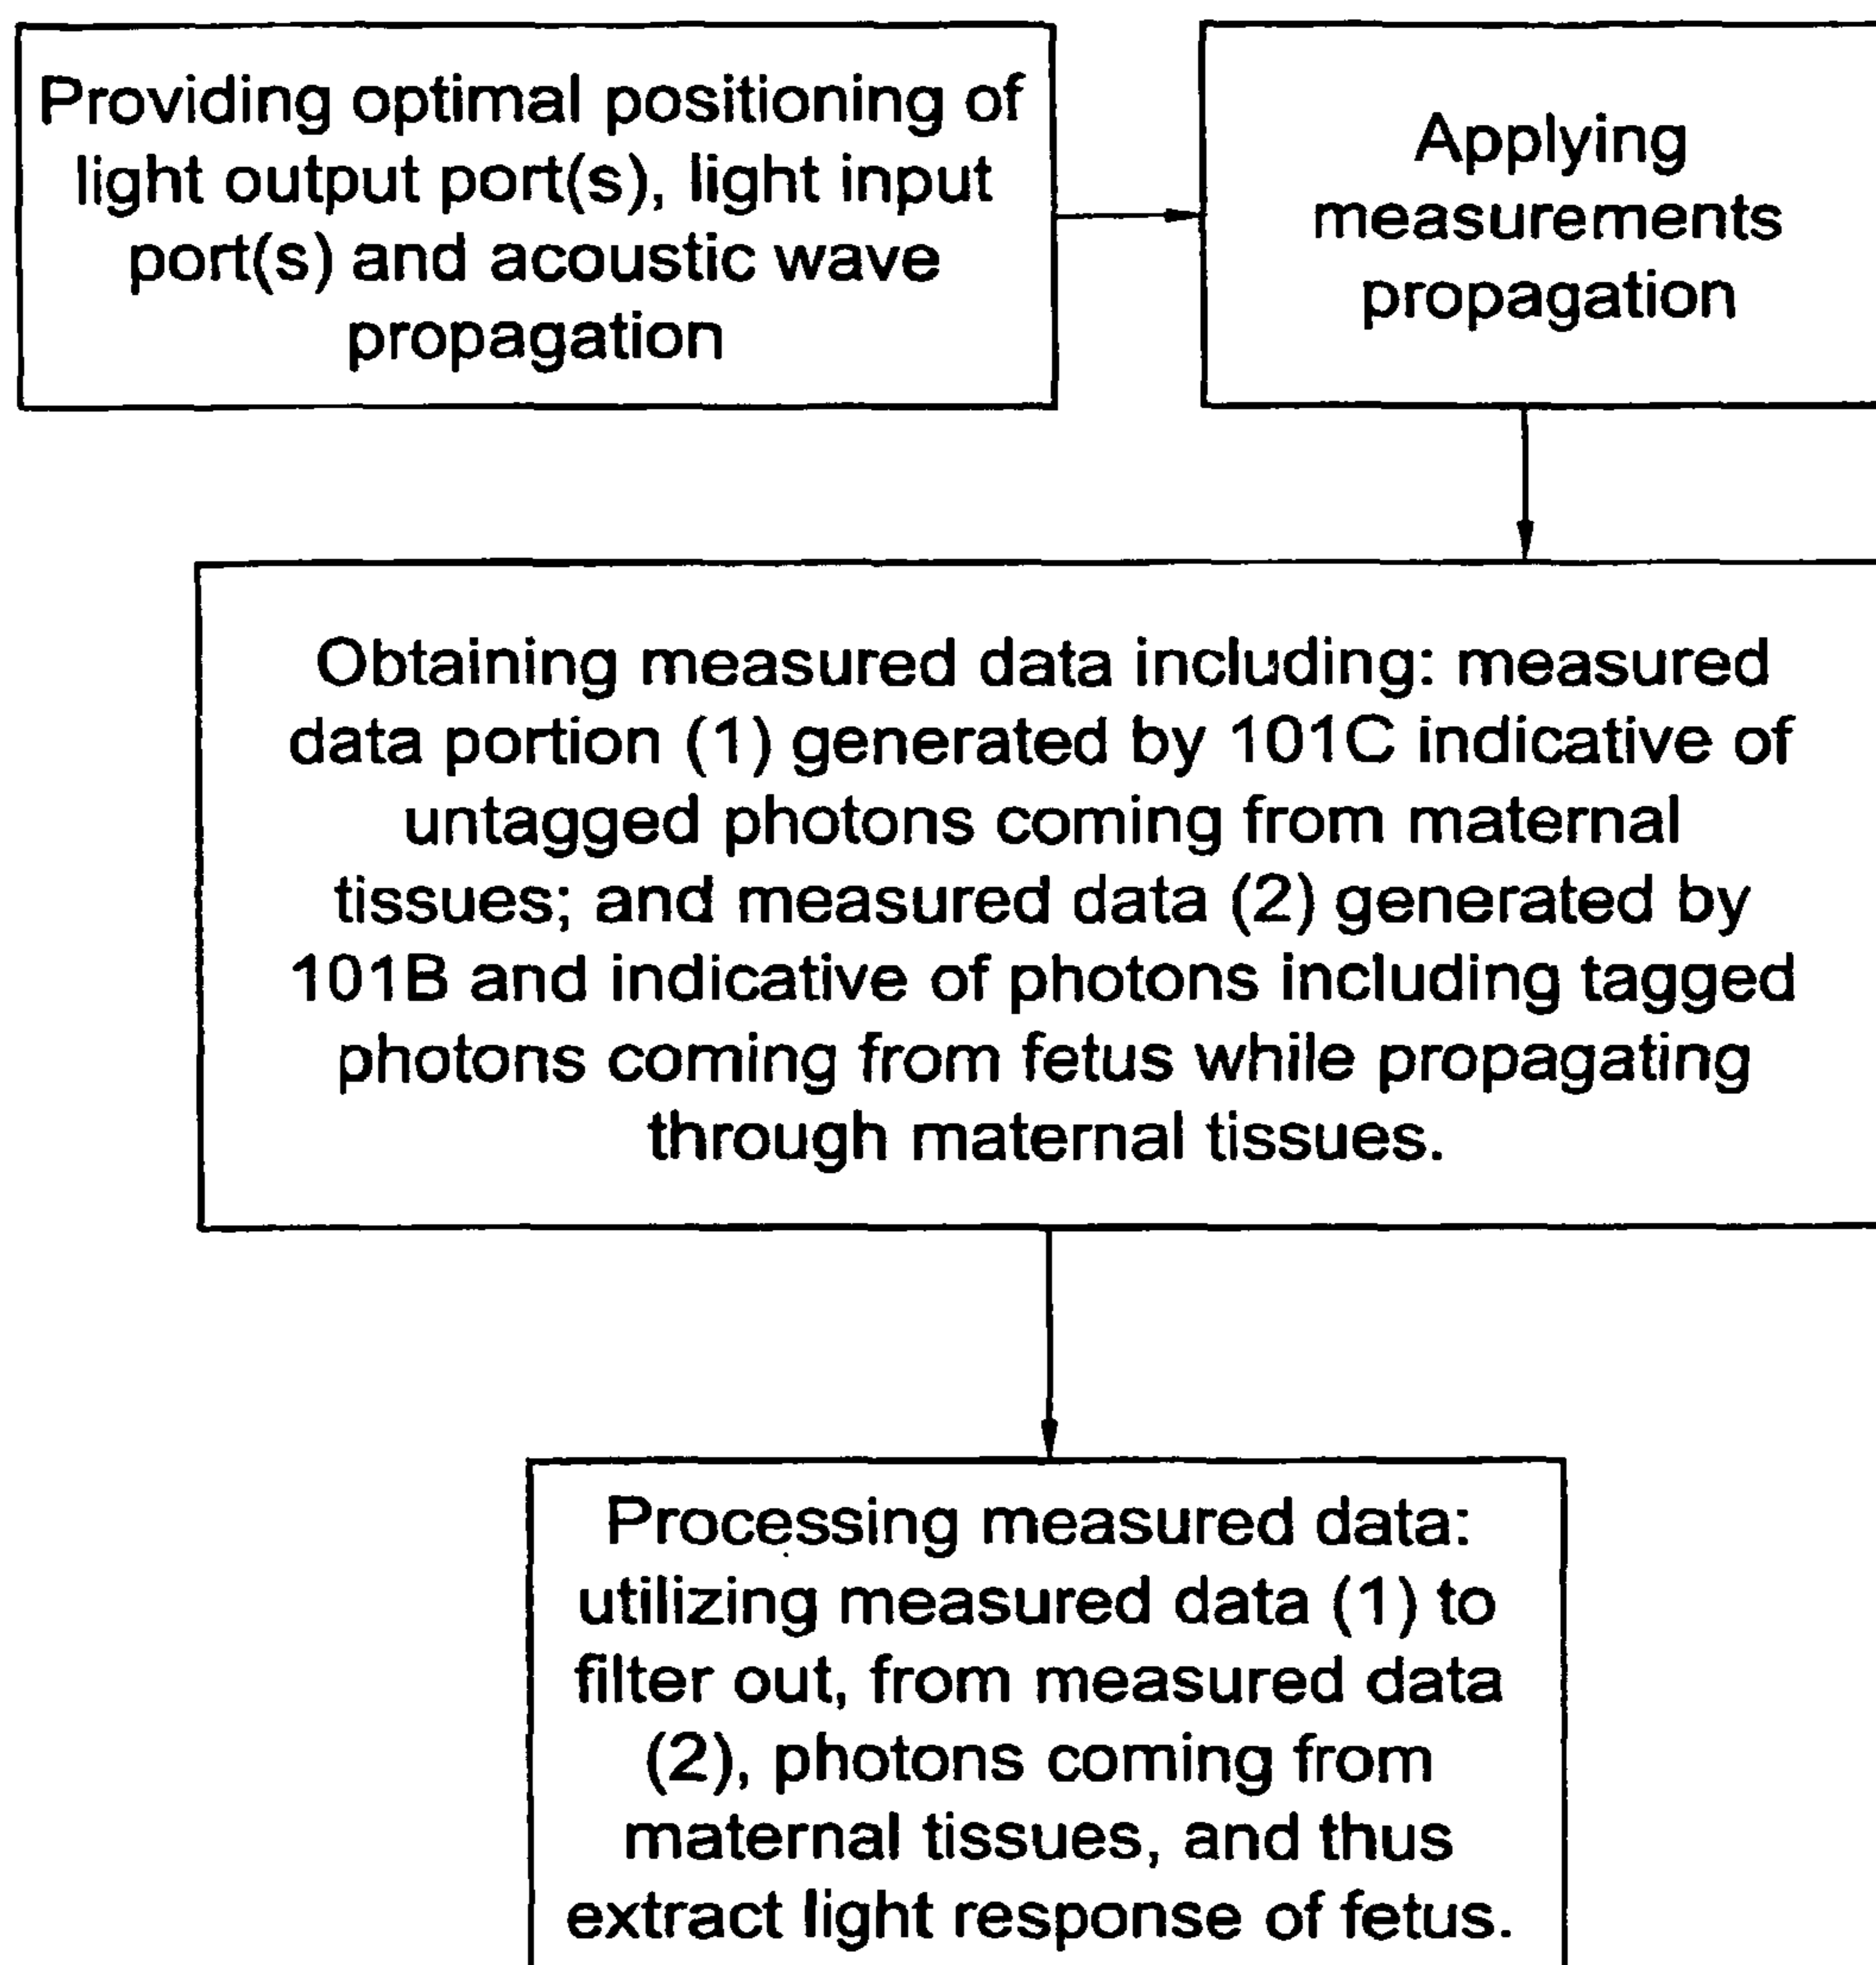 Providing optimal positioning of
light output port(s), light input
port(s) and acoustic wave
propagation
Applying
measurements
propagation
Obtaining measured data including: measured
data portion (1) generated by 101C indicative of
untagged photons coming from maternal
tissues; and measured data (2) generated by
101B and indicative of photons including tagged
photons coming from fetus while propagating
through maternal tissues.
Processing measured data:
utilizing measured data (1) to
filter out, from measured data
(2), photons coming from
maternal tissues, and thus
extract light response of fetus.